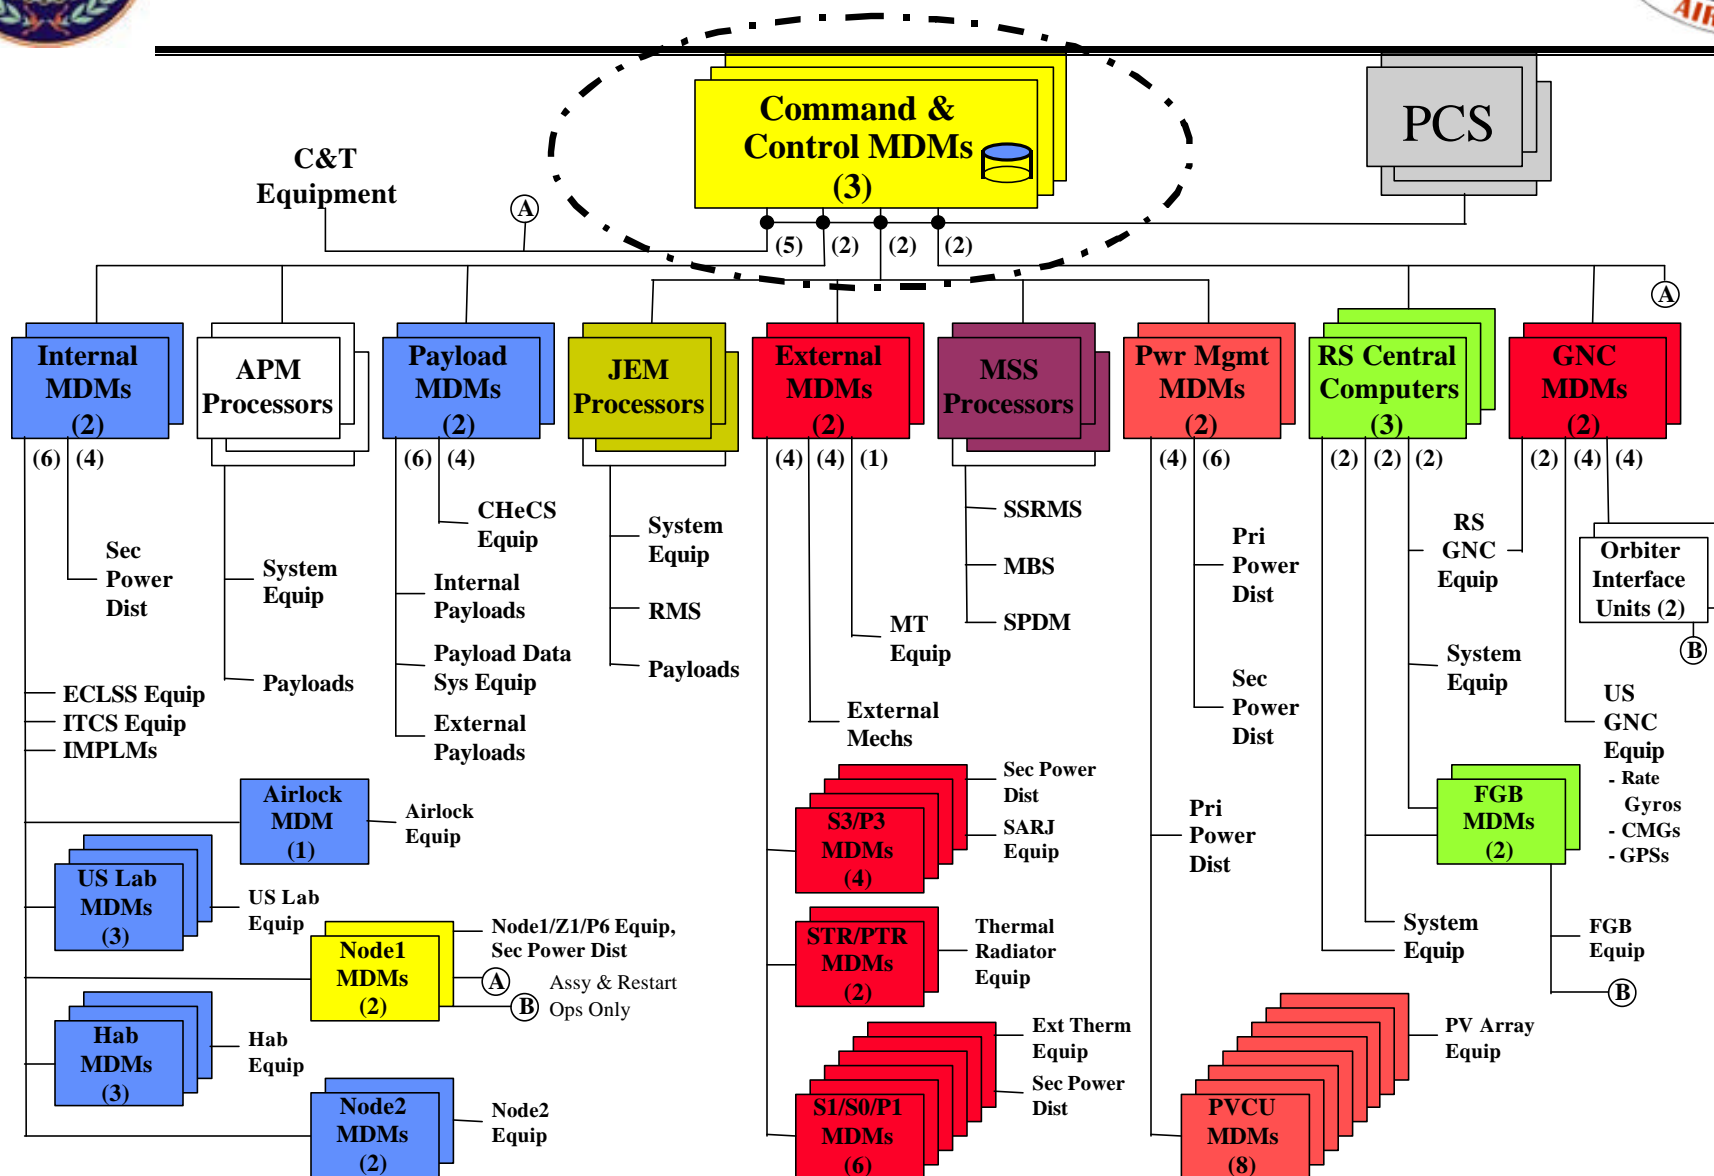 AIR
Command &
Control MDMs
(3)
PCS
C&T
Equipment
A
(5) (2) (2) (2)
A
Internal
MDMs
(2)
APM
Processors
Payload
MDMs
(2)
JEM
Processors
External
MDMs
(2)
MSS
Processors
Pwr Mgmt
MDMs
(2)
RS Central
Computers
(3)
GNC
MDMs
(2)
(6) (4)
(6) (4)
(4) (4) (1)
(4) (6)
(2) (2) (2)
(2) (4) (4)
Sec
Power
Dist
System
Equip
Payloads
CHeCS
Equip
Internal
Payloads
Payload Data
Sys Equip
External
Payloads
System
Equip
RMS
Payloads
MT
Equip
External
Mechs
SSRMS
MBS
SPDM
Pri
Power
Dist
Sec
Power
Dist
Pri
Power
Dist
RS
GNC
Equip
System
Equip
Orbiter
Interface
Units (2)
B
US
GNC
Equip
- Rate
Gyros
- CMGs
- GPSs
ECLSS Equip
ITCS Equip
IMPLMs
Airlock
MDM
(1)
Airlock
Equip
US Lab
MDMs
(3)
US Lab
Equip
Node1
MDMs
(2)
Node1/Z1/P6 Equip,
Sec Power Dist
A Assy & Restart
B Ops Only
Hab
MDMs
(3)
Hab
Equip
Node2
MDMs
(2)
Node2
Equip
S3/P3
MDMs
(4)
Sec Power
Dist
SARJ
Equip
STR/PTR
MDMs
(2)
Thermal
Radiator
Equip
S1/S0/P1
MDMs
(6)
Ext Therm
Equip
Sec Power
Dist
FGB
MDMs
(2)
System
Equip
FGB
Equip
B
PVCU
MDMs
(8)
PV Array
Equip